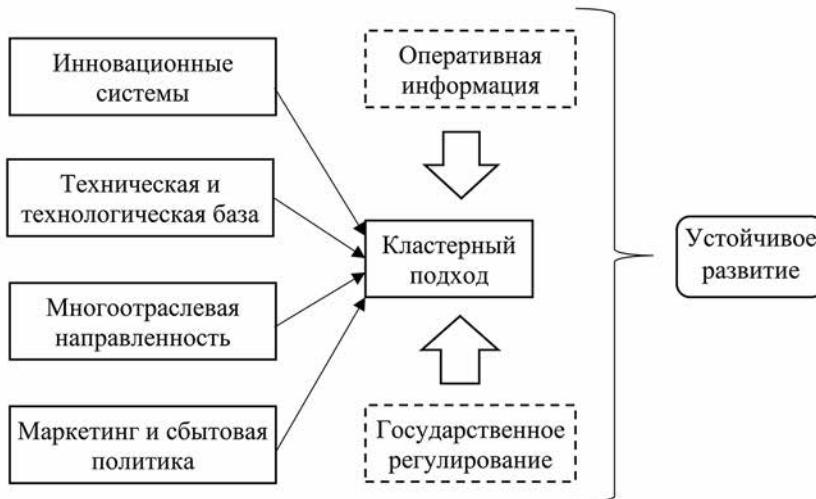 Инновационные
системы
Техническая и
технологическая база
Многоотраслевая
направленность
Маркетинг и сбытовая
политика
Оперативная
информация
Кластерный
подход
Государственное
регулирование
Устойчивое
развитие